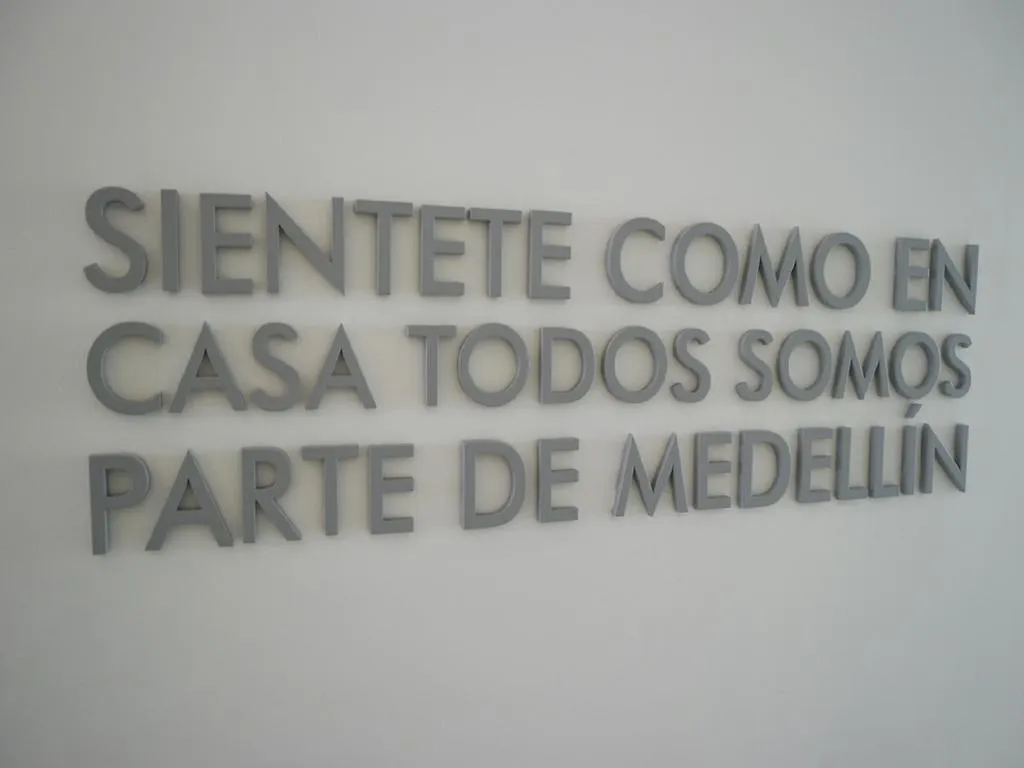 SIENTETE COMO EN
CASA TODOS SOMOS
PARTE DE MEDELLÍN